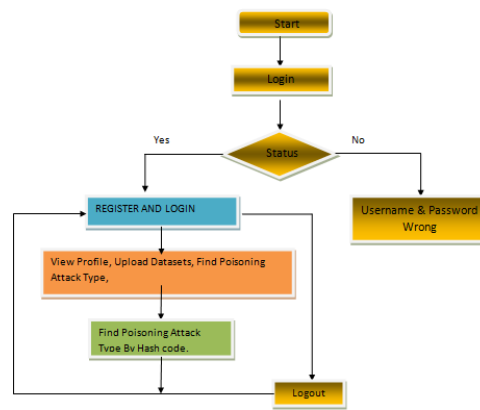 Start
Login
Status
Yes
No
REGISTER AND LOGIN
Username & Password
Wrong
View Profile, Upload Datasets, Find Poisoning
Attack Type,
Find Poisoning Attack
Type By Hash code.
Logout